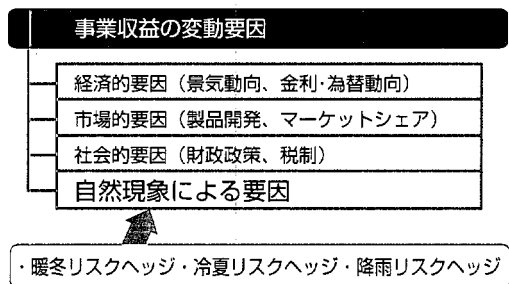 事業収益の変動要因
経済的要因（景気動向、金利・為替動向）
市場的要因（製品開発、マーケットシェア）
社会的要因（財政政策、税制）
自然現象による要因
・暖冬リスクヘッジ・冷夏リスクヘッジ・降雨リスクヘッジ